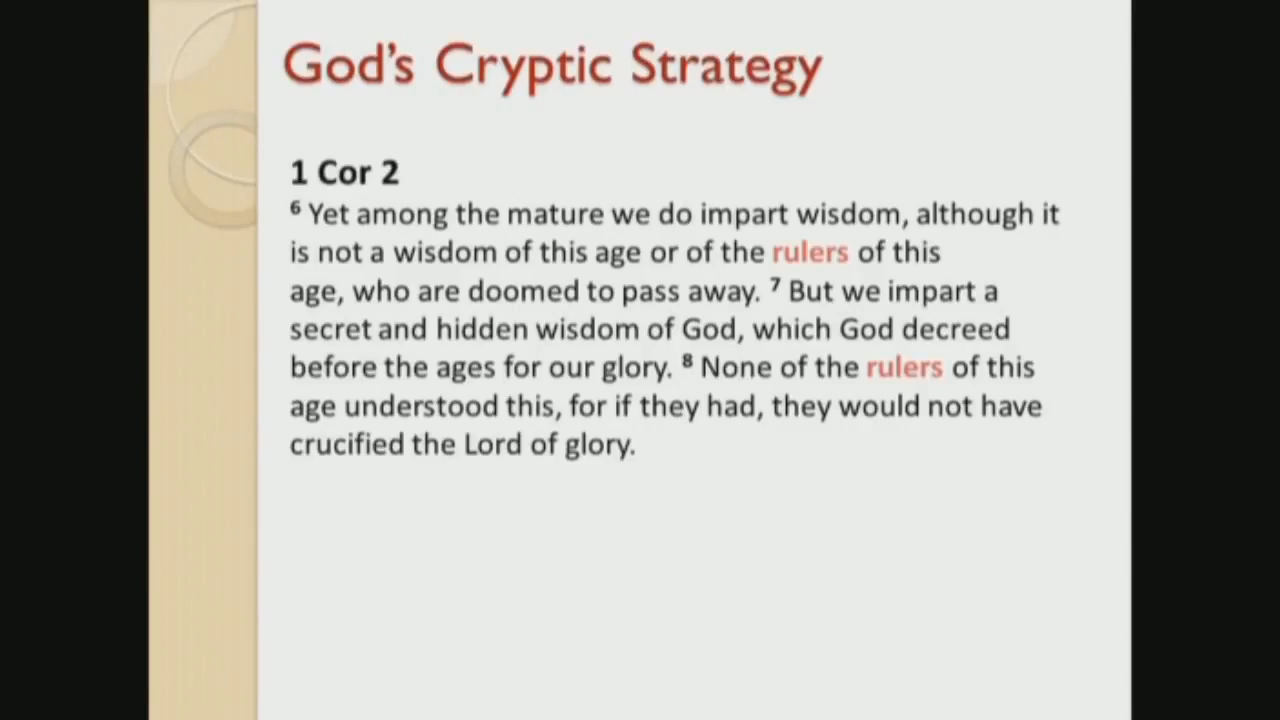 God's Cryptic Strategy
1 Cor 2
⁶ Yet among the mature we do impart wisdom, although it
is not a wisdom of this age or of the rulers of this
age, who are doomed to pass away. ⁷ But we impart a
secret and hidden wisdom of God, which God decreed
before the ages for our glory. ⁸ None of the rulers of this
age understood this, for if they had, they would not have
crucified the Lord of glory.